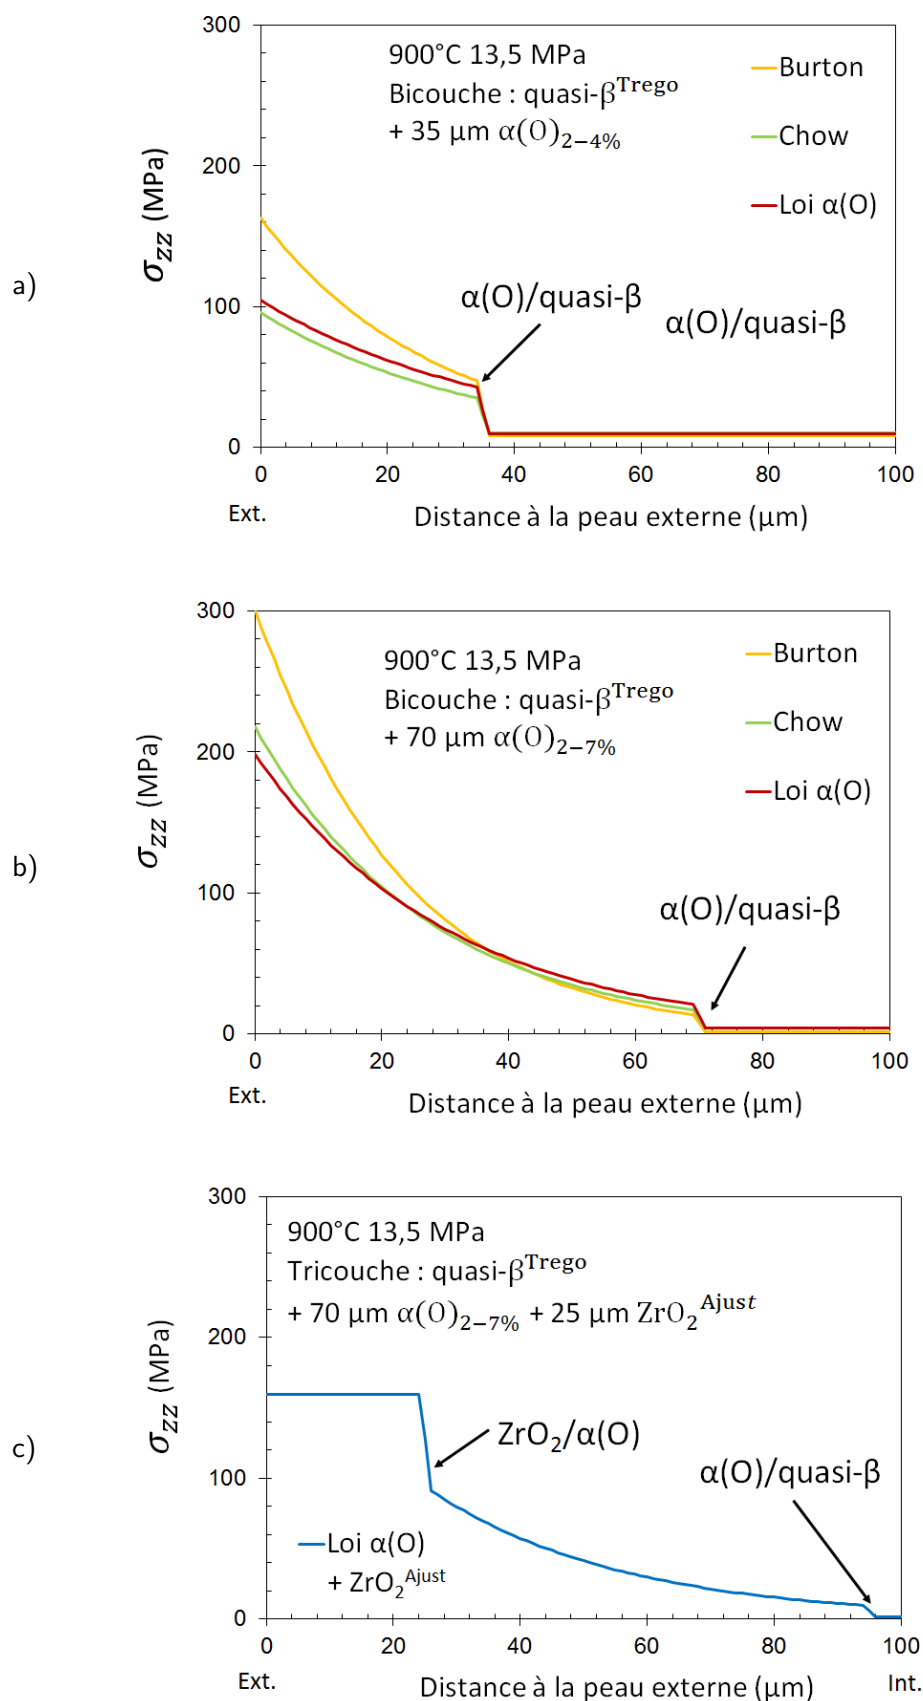 a)
300
200
100
0
σzz (MPa)
900°C 13,5 MPa
Bicouche : quasi-β^Trego
+ 35 µm α(O)2−4%
Burton
Chow
Loi α(O)
α(O)/quasi-β
α(O)/quasi-β
0 20 40 60 80 100
Ext.
Distance à la peau externe (µm)
b)
300
200
100
0
σzz (MPa)
900°C 13,5 MPa
Bicouche : quasi-β^Trego
+ 70 µm α(O)2−7%
Burton
Chow
Loi α(O)
α(O)/quasi-β
0 20 40 60 80 100
Ext.
Distance à la peau externe (µm)
c)
300
200
100
0
σzz (MPa)
900°C 13,5 MPa
Tricouche : quasi-β^Trego
+ 70 µm α(O)2−7% + 25 µm ZrO2^Ajust
ZrO2/α(O)
α(O)/quasi-β
Loi α(O)
+ ZrO2^Ajust
0 20 40 60 80 100
Ext.
Distance à la peau externe (µm)
Int.